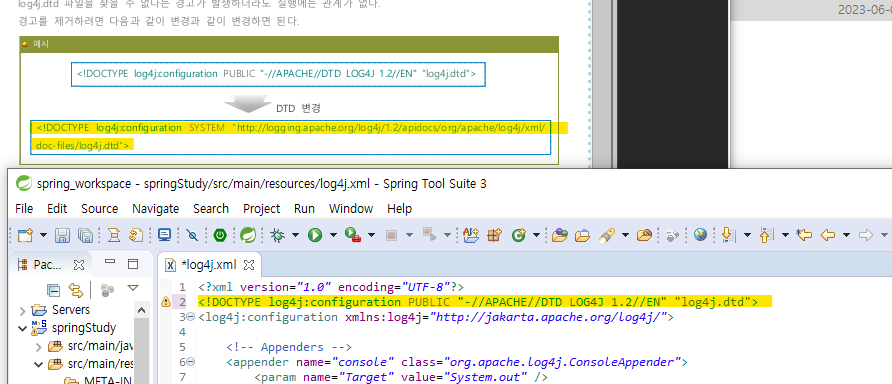 log4j.dtd 파일을 찾을 수 없다는 경고가 발생하더라도 실행에는 관계가 없다.
경고를 제거하려면 다음과 같이 변경과 같이 변경하면 된다.
2023-06-0
예시
<!DOCTYPE log4j:configuration PUBLIC "-//APACHE//DTD LOG4J 1.2//EN" "log4j.dtd">
DTD 변경
<!DOCTYPE log4j:configuration SYSTEM "http://logging.apache.org/log4j/1.2/apidocs/org/apache/log4j/xml/
doc-files/log4j.dtd">
spring_workspace - springStudy/src/main/resources/log4j.xml - Spring Tool Suite 3
File Edit Source Navigate Search Project Run Window Help
Pac...
*log4j.xml
1 <?xml version="1.0" encoding="UTF-8"?>
2 <!DOCTYPE log4j:configuration PUBLIC "-//APACHE//DTD LOG4J 1.2//EN" "log4j.dtd">
3 <log4j:configuration xmlns:log4j="http://jakarta.apache.org/log4j/">
4
5 <!-- Appenders -->
6 <appender name="console" class="org.apache.log4j.ConsoleAppender">
7 <param name="Target" value="System.out" />
Servers
springStudy
src/main/jav
src/main/res
META-IN